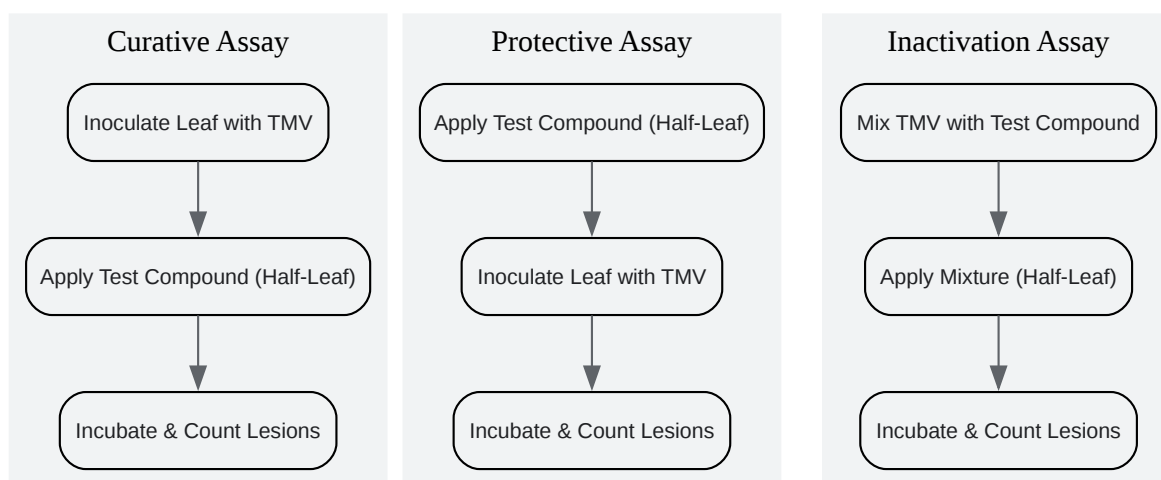 Curative Assay
Inoculate Leaf with TMV
Apply Test Compound (Half-Leaf)
Incubate & Count Lesions
Protective Assay
Apply Test Compound (Half-Leaf)
Inoculate Leaf with TMV
Incubate & Count Lesions
Inactivation Assay
Mix TMV with Test Compound
Apply Mixture (Half-Leaf)
Incubate & Count Lesions